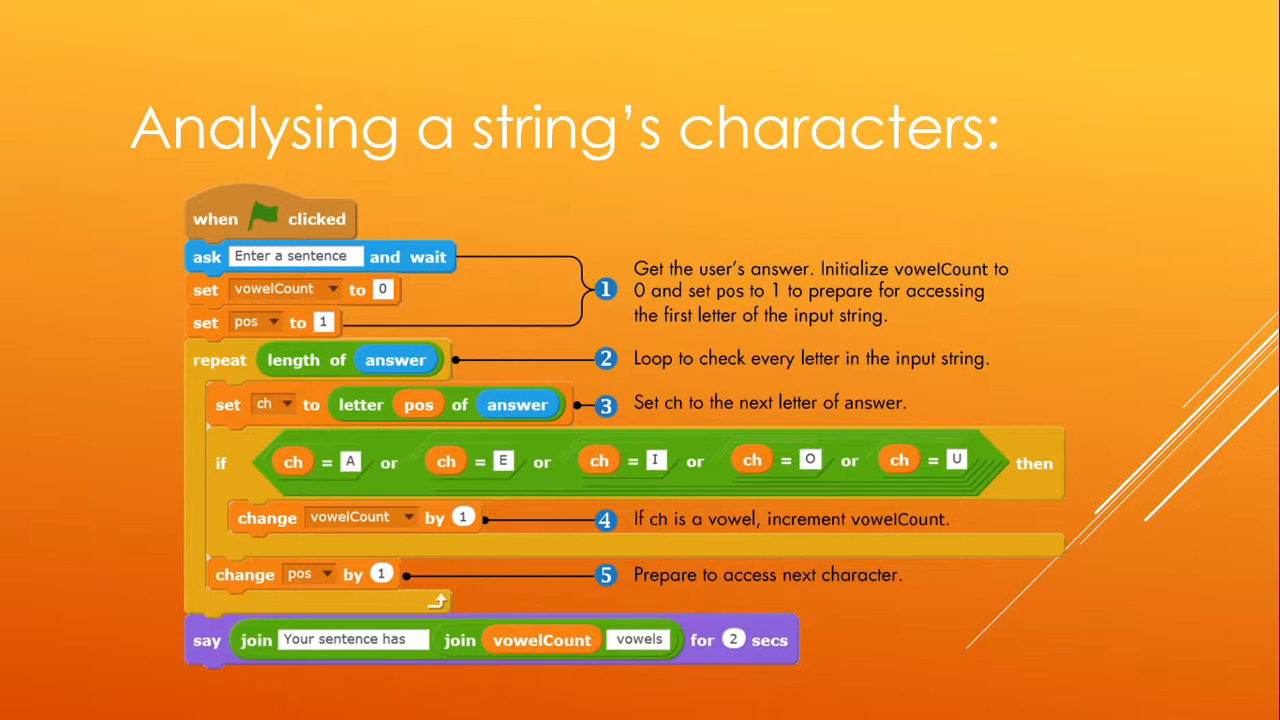 Analysing a string’s characters:
when clicked
ask Enter a sentence and wait
set vowelCount to 0
set pos to 1
1 Get the user’s answer. Initialize vowelCount to
0 and set pos to 1 to prepare for accessing
the first letter of the input string.
repeat length of answer
2 Loop to check every letter in the input string.
set ch to letter pos of answer
3 Set ch to the next letter of answer.
if ch = A or ch = E or ch = I or ch = O or ch = U then
change vowelCount by 1
4 If ch is a vowel, increment vowelCount.
change pos by 1
5 Prepare to access next character.
say join Your sentence has join vowelCount vowels for 2 secs